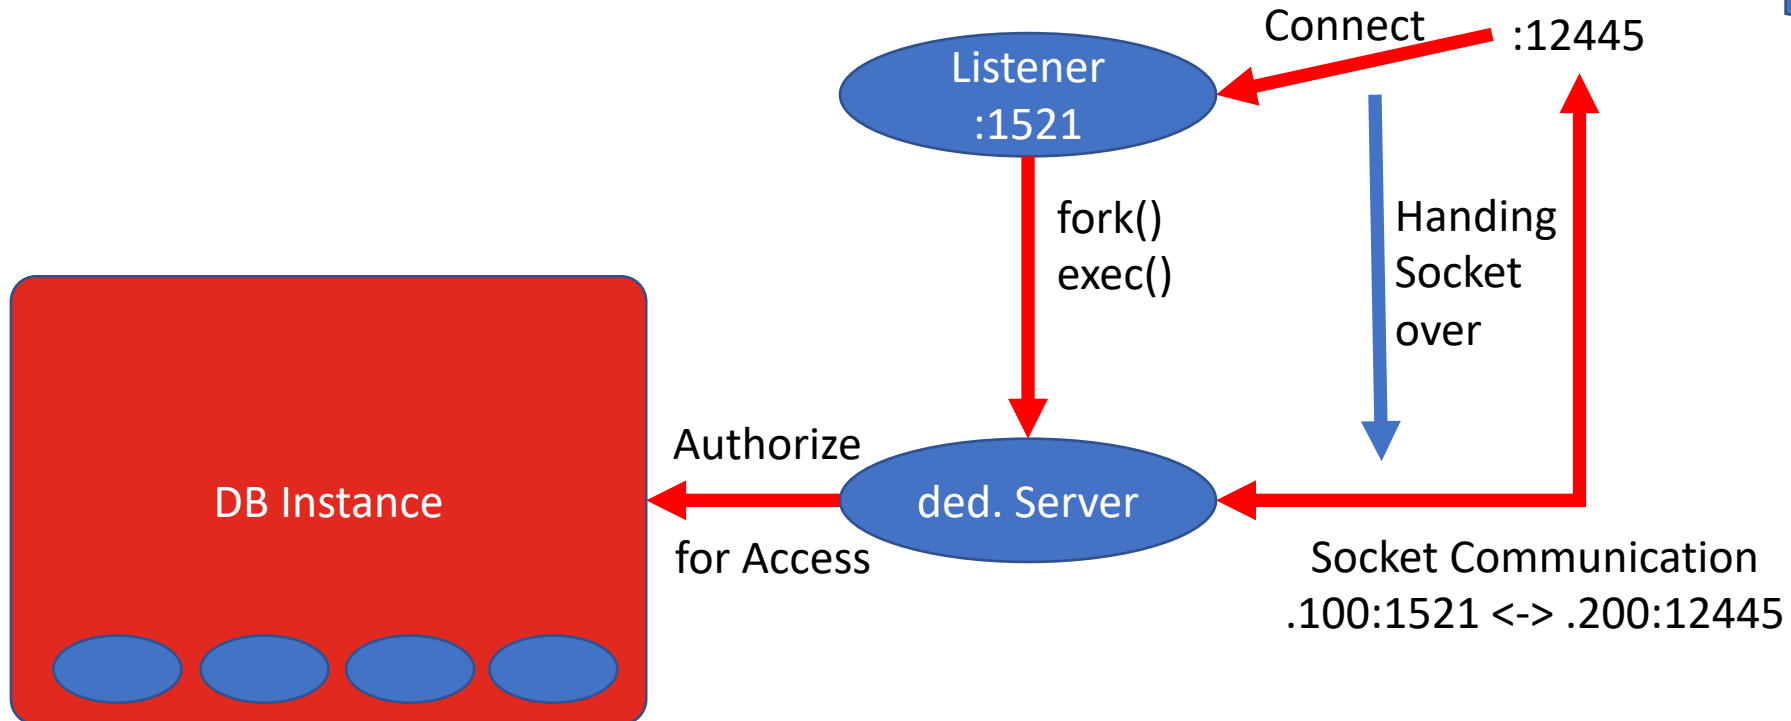 Connect
:12445
Listener
:1521
fork()
exec()
Handing
Socket
over
Authorize
DB Instance
ded. Server
for Access
Socket Communication
.100:1521 <-> .200:12445